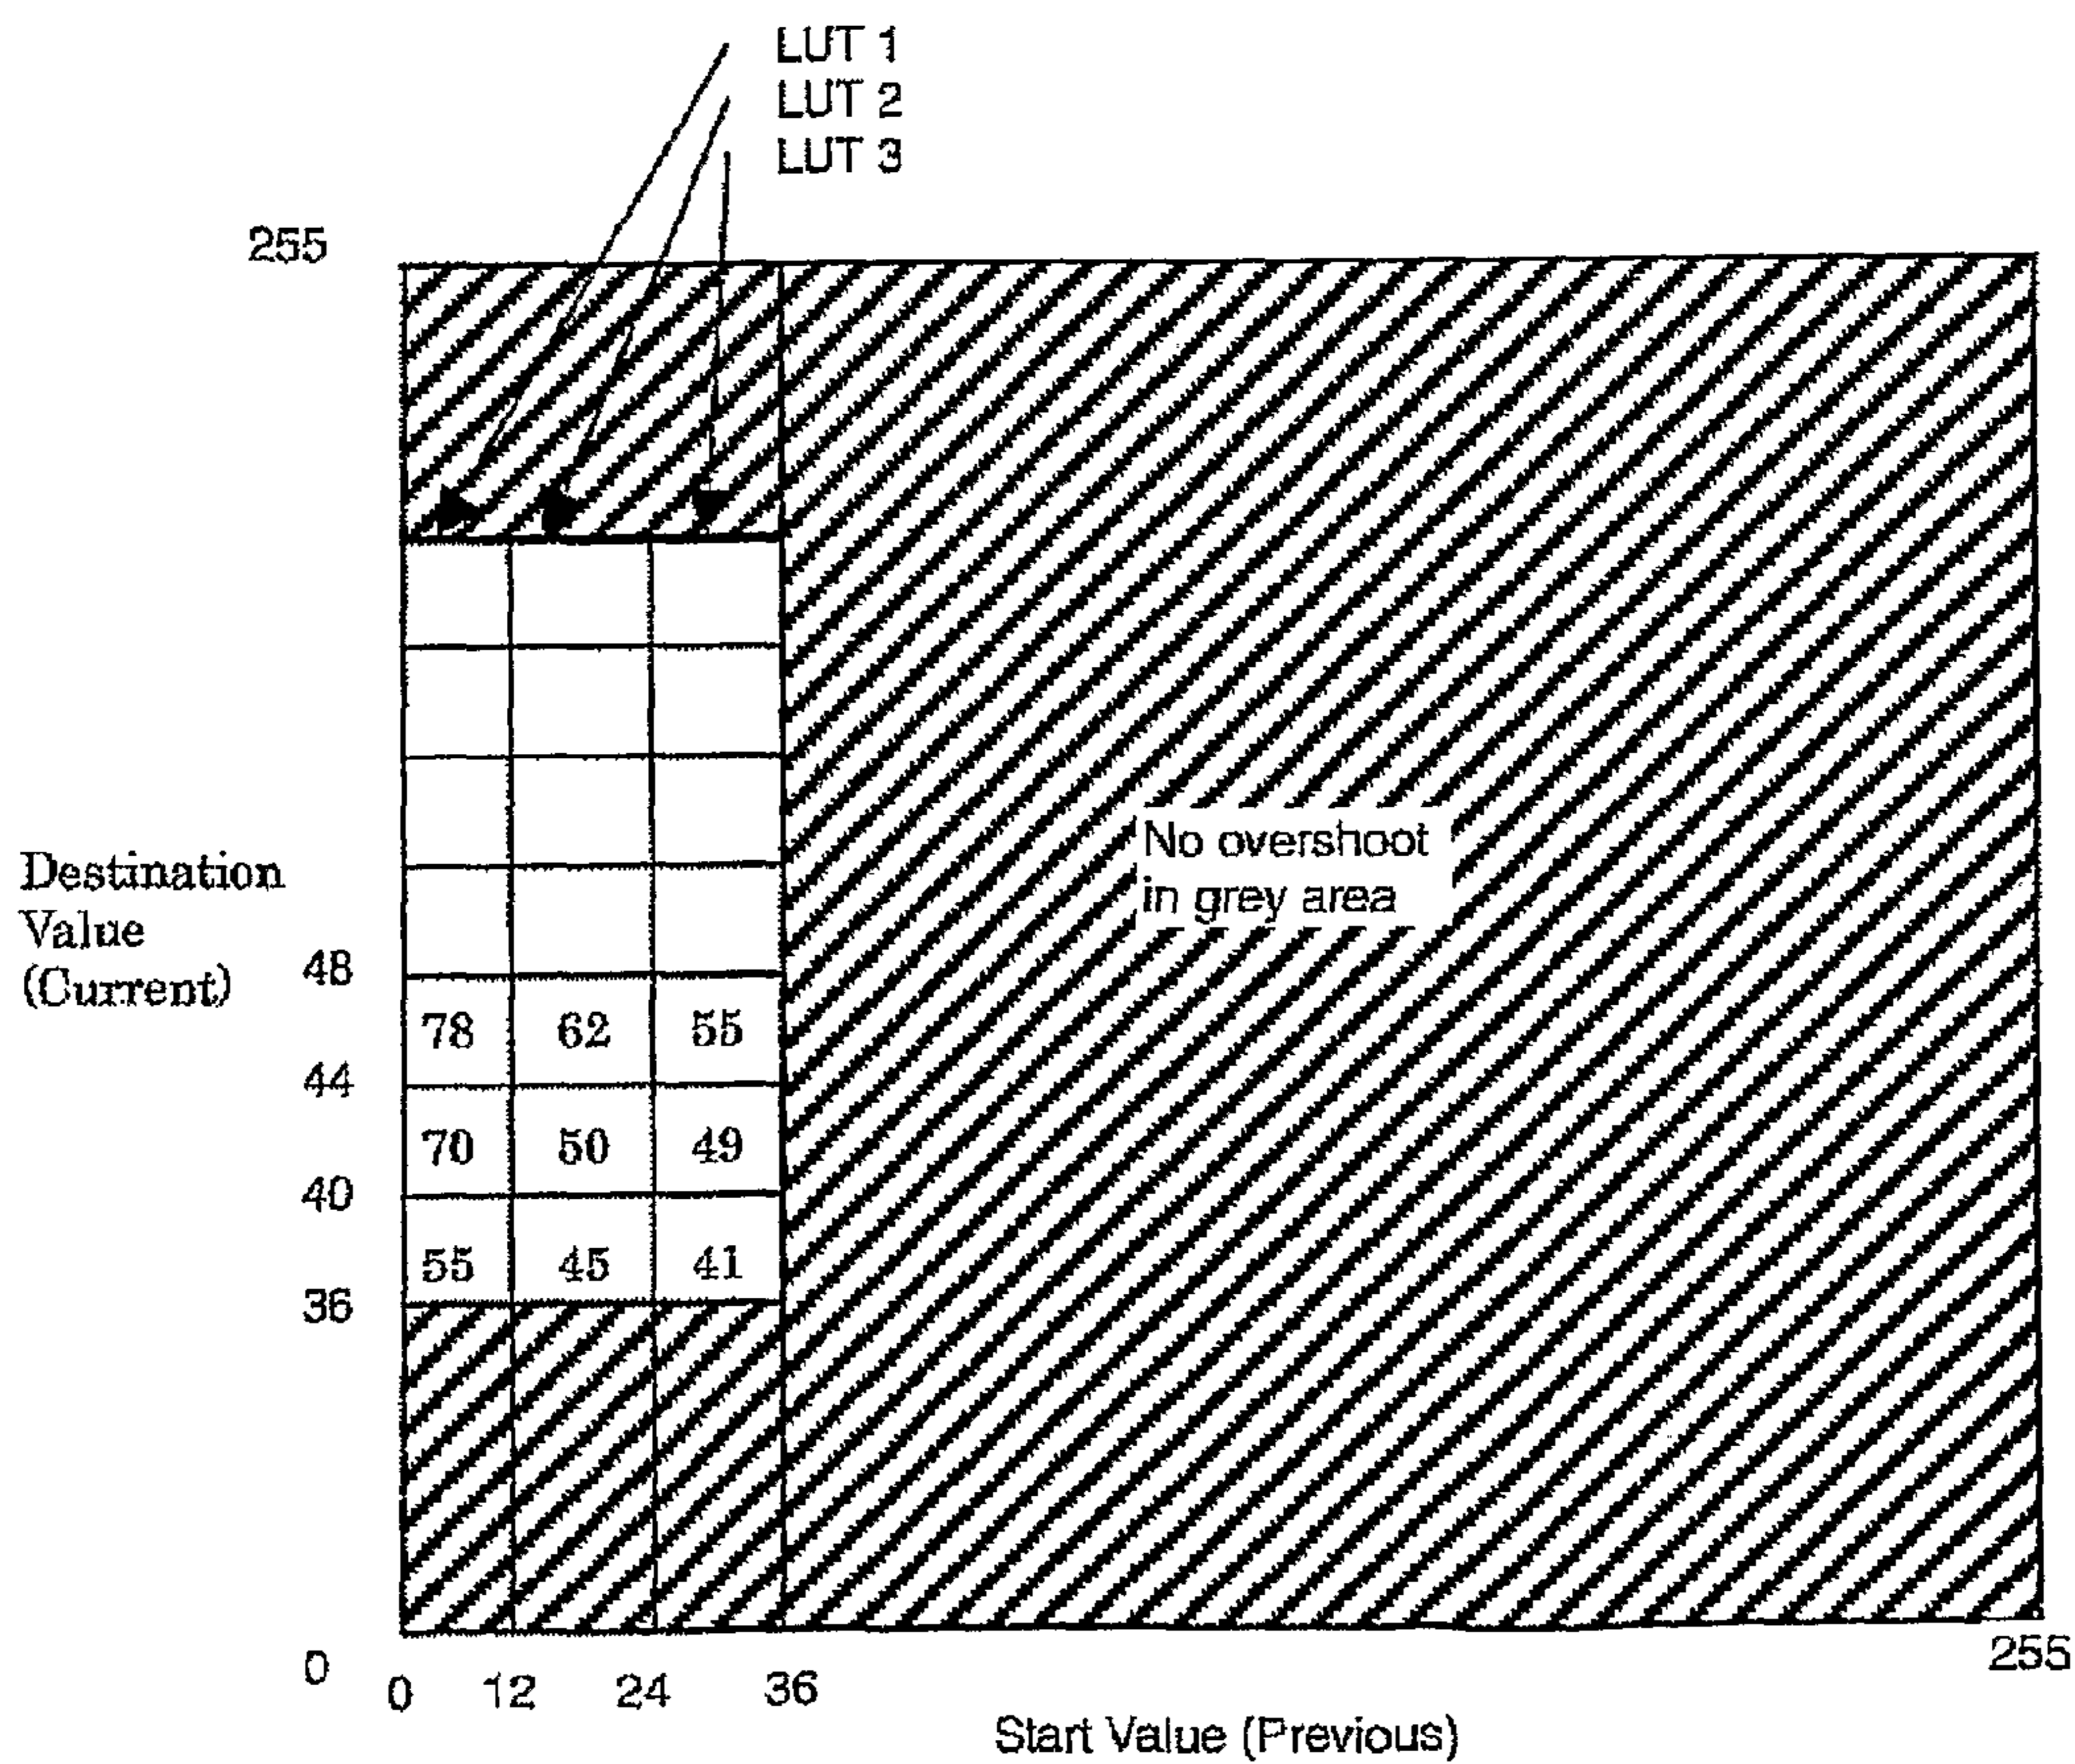 LUT 1
LUT 2
LUT 3
255
No overshoot
in grey area
Destination
Value
(Current)
48
78 62 55
44
70 50 49
40
55 45 41
36
0
0 12 24 36
255
Start Value (Previous)